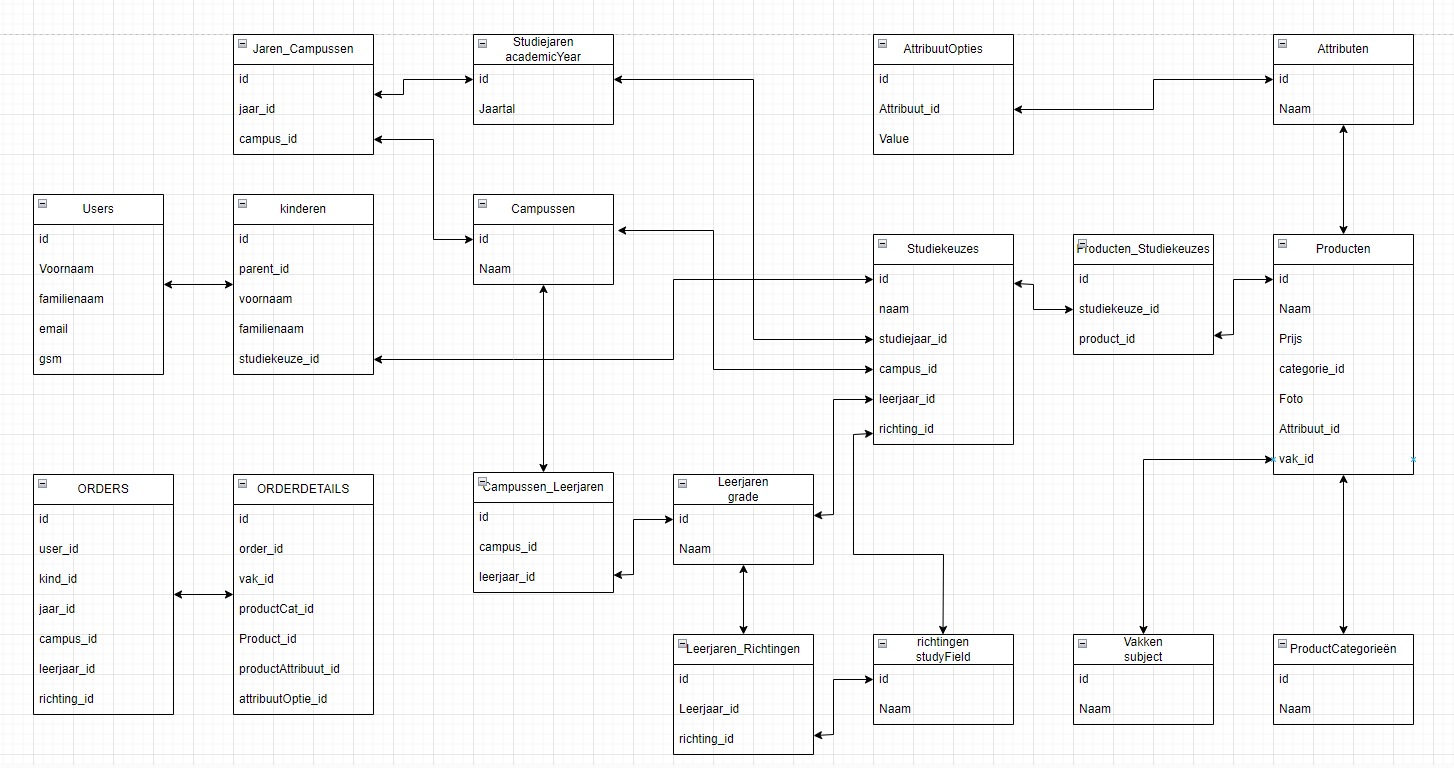 Jaren_Campussen
id
jaar_id
campus_id
Studiejaren
academicYear
id
Jaartal
AttribuutOpties
id
Attribuut_id
Value
Attributen
id
Naam
Users
id
Voornaam
familienaam
email
gsm
kinderen
id
parent_id
voornaam
familienaam
studiekeuze_id
Campussen
id
Naam
Studiekeuzes
id
naam
studiejaar_id
campus_id
leerjaar_id
richting_id
Producten_Studiekeuzes
id
studiekeuze_id
product_id
Producten
id
Naam
Prijs
categorie_id
Foto
Attribuut_id
vak_id
ORDERS
id
user_id
kind_id
jaar_id
campus_id
leerjaar_id
richting_id
ORDERDETAILS
id
order_id
vak_id
productCat_id
Product_id
productAttribuut_id
attribuutOptie_id
Campussen_Leerjaren
id
campus_id
leerjaar_id
Leerjaren
grade
id
Naam
Leerjaren_Richtingen
id
Leerjaar_id
richting_id
richtingen
studyField
id
Naam
Vakken
subject
id
Naam
ProductCategorieën
id
Naam